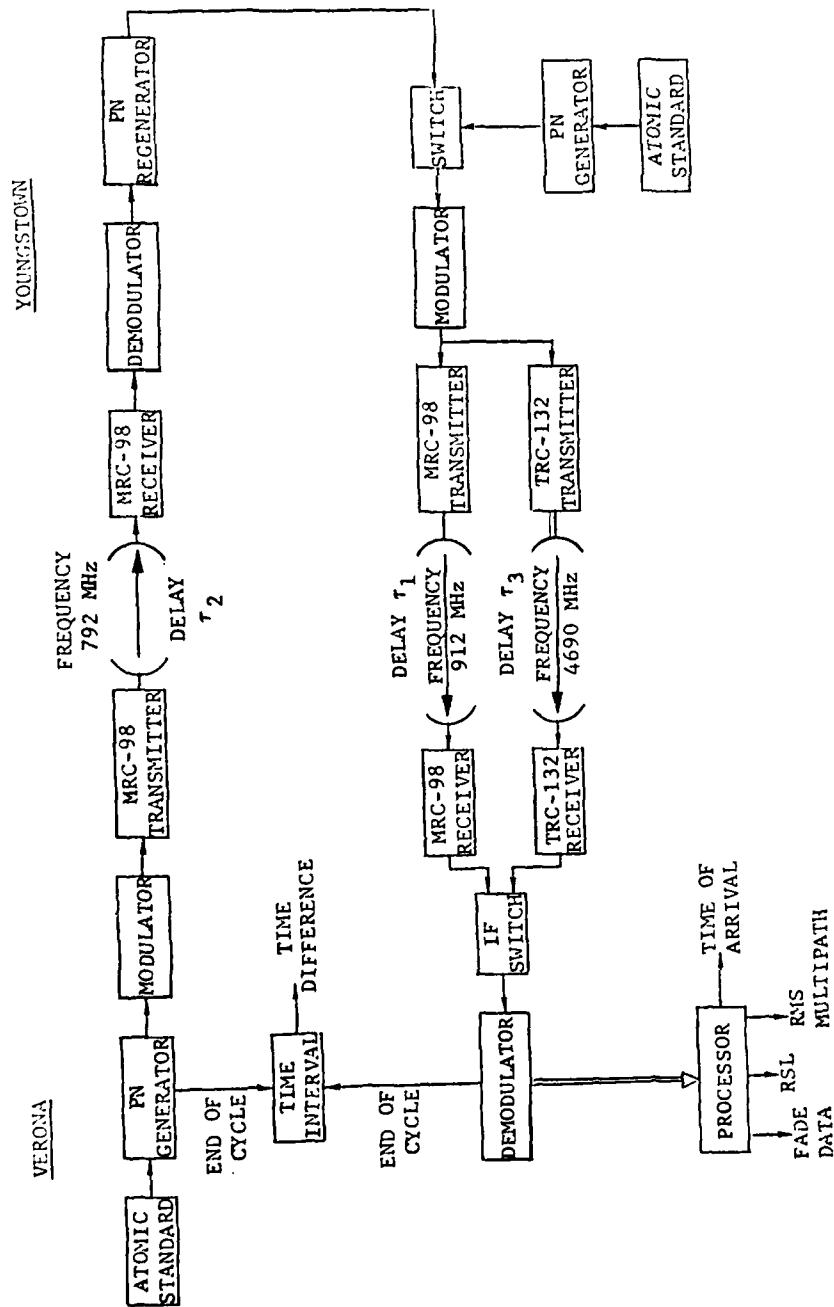 VERONA
YOUNGSTOWN
ATOMIC
STANDARD
PN
GENERATOR
MODULATOR
MRC-98
TRANSMITTER
FREQUENCY
792 MHz
DELAY
τ2
MRC-98
RECEIVER
DEMODULATOR
PN
REGENERATOR
END OF
CYCLE
TIME
INTERVAL
TIME
DIFFERENCE
END OF
CYCLE
SWITCH
PN
GENERATOR
ATOMIC
STANDARD
MODULATOR
MRC-98
TRANSMITTER
TRC-132
TRANSMITTER
DELAY τ1
FREQUENCY
912 MHz
DELAY τ3
FREQUENCY
4690 MHz
MRC-98
RECEIVER
TRC-132
RECEIVER
IF
SWITCH
DEMODULATOR
PROCESSOR
TIME OF
ARRIVAL
FADE
DATA
RSL
RMS
MULTIPATH